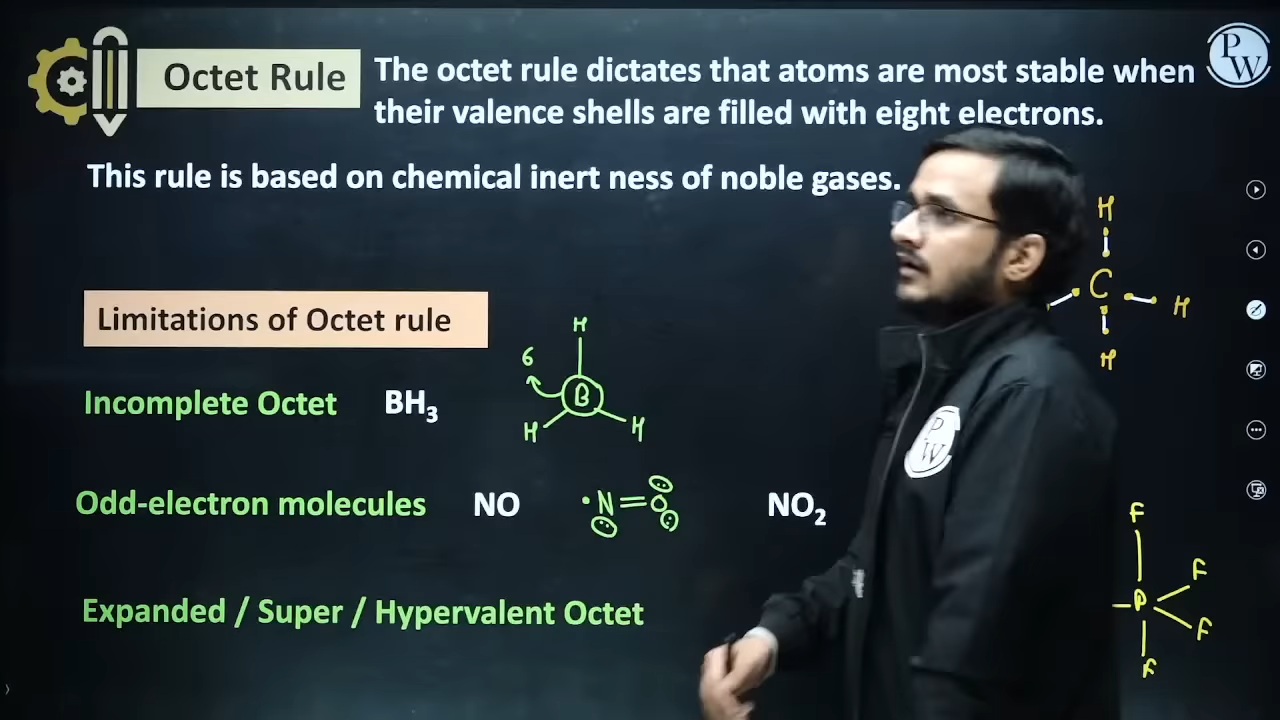 Octet Rule
The octet rule dictates that atoms are most stable when
their valence shells are filled with eight electrons.
PW
This rule is based on chemical inert ness of noble gases.
H
C H
H
Limitations of Octet rule
Incomplete Octet BH₃
H
6
B
H H
Odd-electron molecules NO •N=O NO₂
Expanded / Super / Hypervalent Octet
F
F
P
F
F
PW